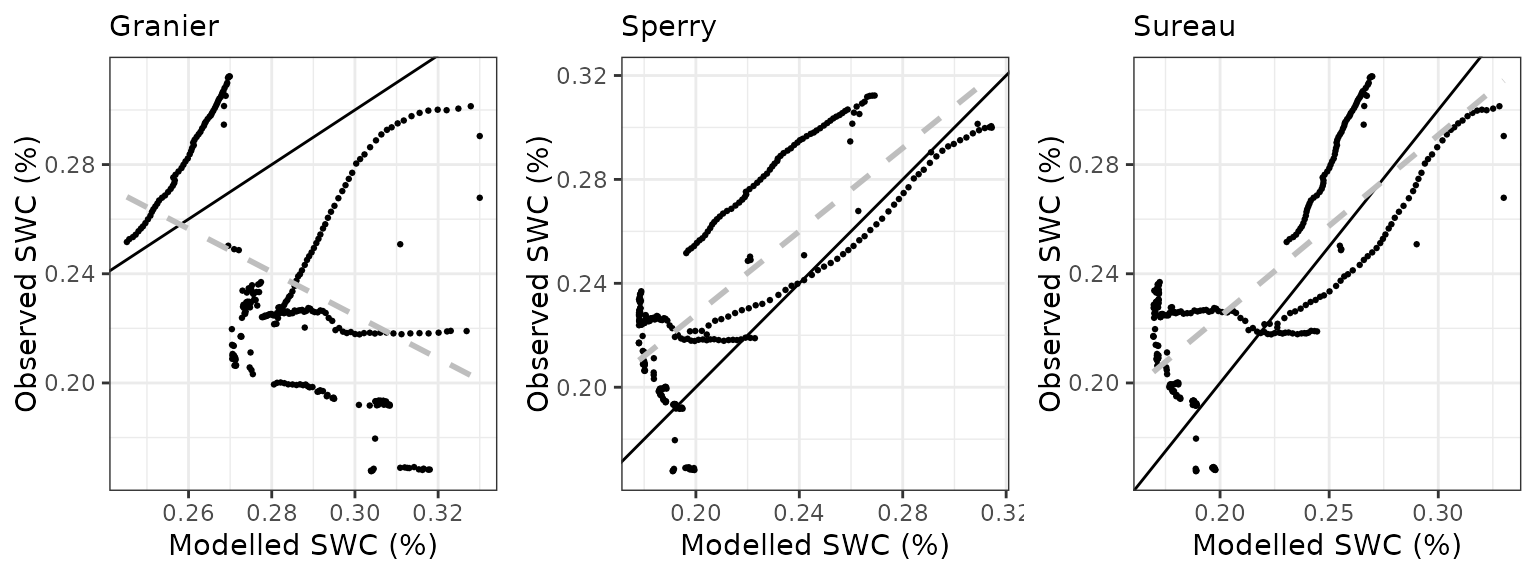 Granier
Observed SWC (%)
0.28
0.24
0.20
0.26 0.28 0.30 0.32
Modelled SWC (%)
Sperry
Observed SWC (%)
0.32
0.28
0.24
0.20
0.20 0.24 0.28 0.32
Modelled SWC (%)
Sureau
Observed SWC (%)
0.28
0.24
0.20
0.20 0.25 0.30
Modelled SWC (%)